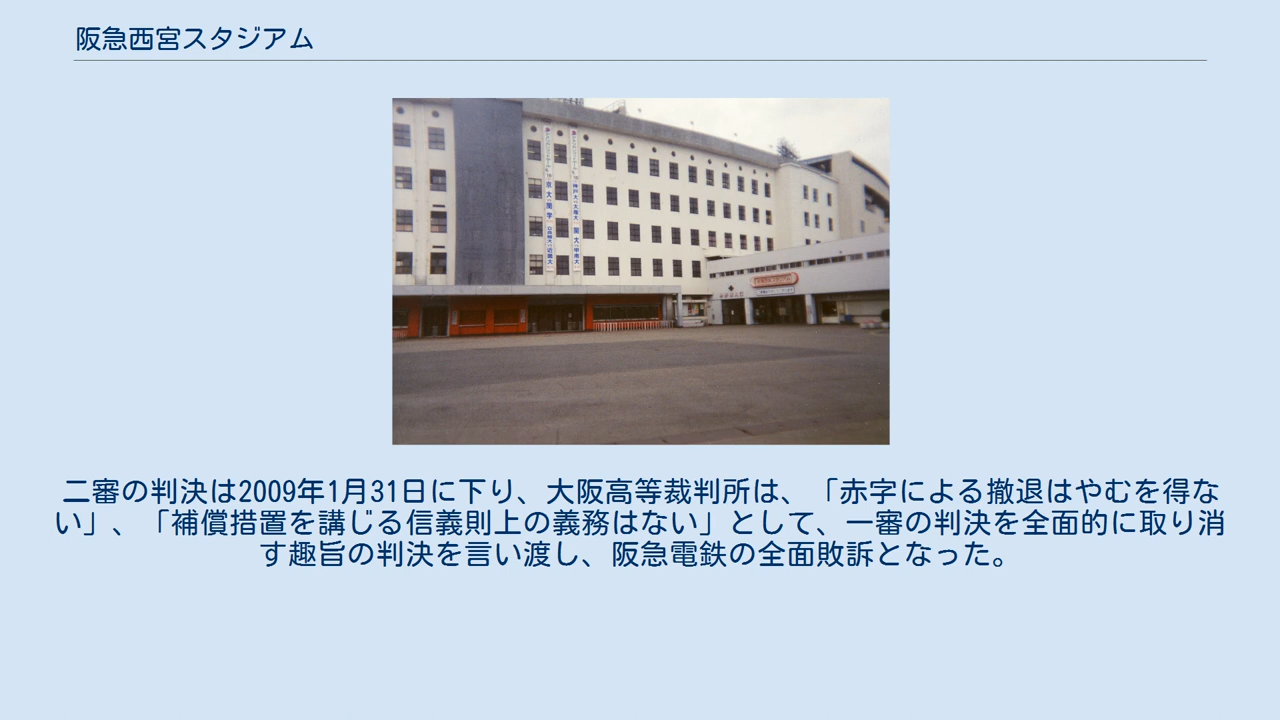 阪急西宮スタジアム
二審の判決は2009年1月31日に下り、大阪高等裁判所は、「赤字による撤退はやむを得な
い」、「補償措置を講じる信義則上の義務はない」として、一審の判決を全面的に取り消
す趣旨の判決を言い渡し、阪急電鉄の全面敗訴となった。